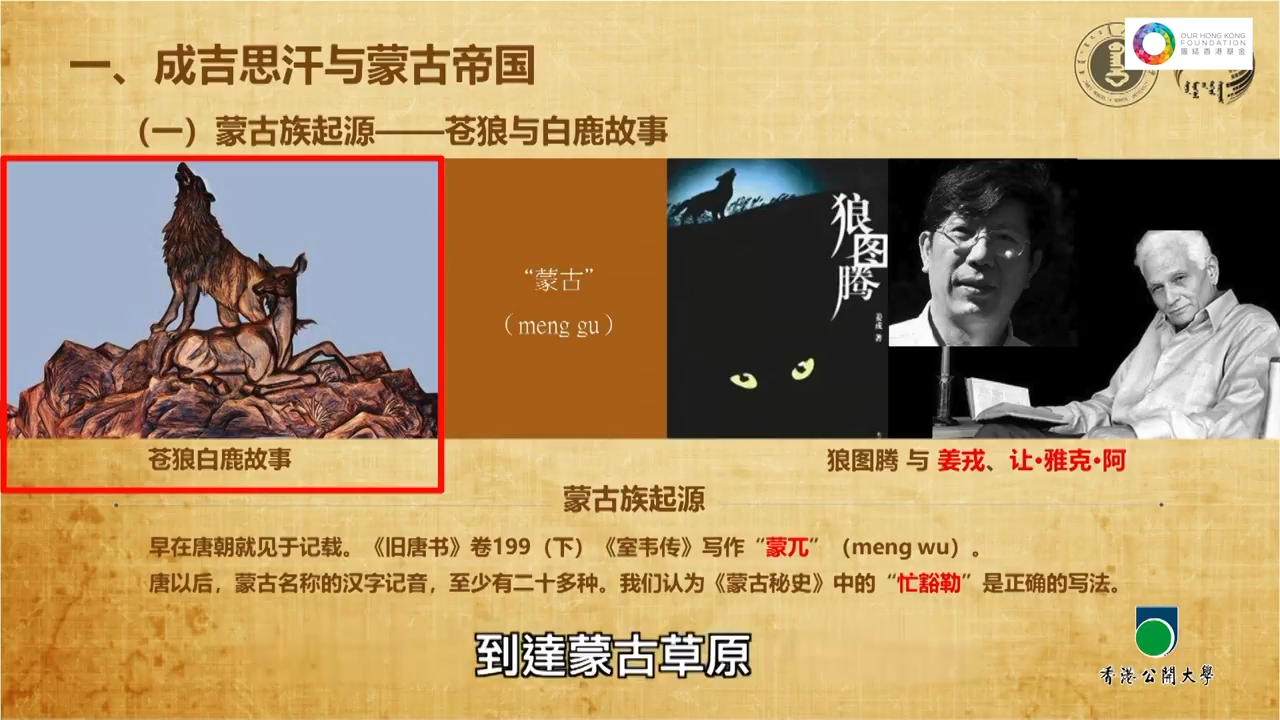 一、成吉思汗与蒙古帝国
OUR HONG KONG
FOUNDATION
團結香港基金
（一）蒙古族起源——苍狼与白鹿故事
“蒙古”
（meng gu）
狼图腾
姜戎 著
苍狼白鹿故事
狼图腾 与 姜戎、让·雅克·阿
蒙古族起源
早在唐朝就见于记载。《旧唐书》卷199（下）《室韦传》写作“蒙兀”（meng wu）。
唐以后，蒙古名称的汉字记音，至少有二十多种。我们认为《蒙古秘史》中的“忙豁勒”是正确的写法。
到達蒙古草原
香港公開大學